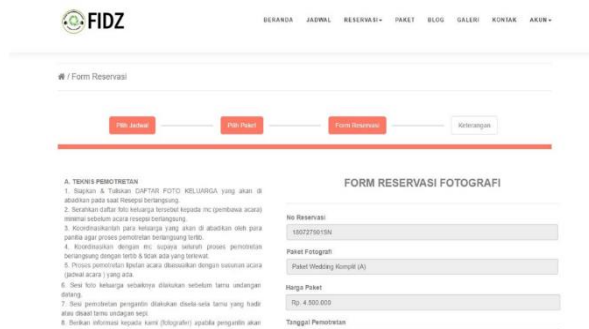 FIDZ
BERANDA JADWAL RESERVASI PAKET BLOG GALERI KONTAK AKUN
/ Form Reservasi
Pilih Jadwal Pilih Paket Form Reservasi Keterangan
A. TEKNIS PEMOTRETAN
1. Siapkan & Tuliskan DAFTAR FOTO KELUARGA yang akan di
abadikan pada saat Resepsi berlangsung.
2. Serahkan daftar foto keluarga tersebut kepada mc (pembawa acara)
minimal sebelum acara resepsi berlangsung.
3. Koordinasikanlah para keluarga yang akan di abadikan oleh para
panitia agar proses pemotretan berlangsung tertib.
4. Koordinasikan dengan mc supaya seluruh proses pemotretan
berlangsung dengan tertib & tidak ada yang terlewat.
5. Proses pemotretan liputan acara disesuaikan dengan susunan acara
(jadwal acara ) yang ada.
6. Sesi foto keluarga sebaiknya dilakukan sebelum tamu undangan
datang.
7. Sesi pemotretan pengantin dilakukan disela-sela tamu yang hadir
atau disaat tamu undagan sepi.
8. Berikan informasi kepada kami (fotografer) apabila pengantin akan
FORM RESERVASI FOTOGRAFI
No Reservasi
Paket Fotografi
Paket Wedding Komplit (A)
Harga Paket
Rp. 4.500.000
Tanggal Pemotretan